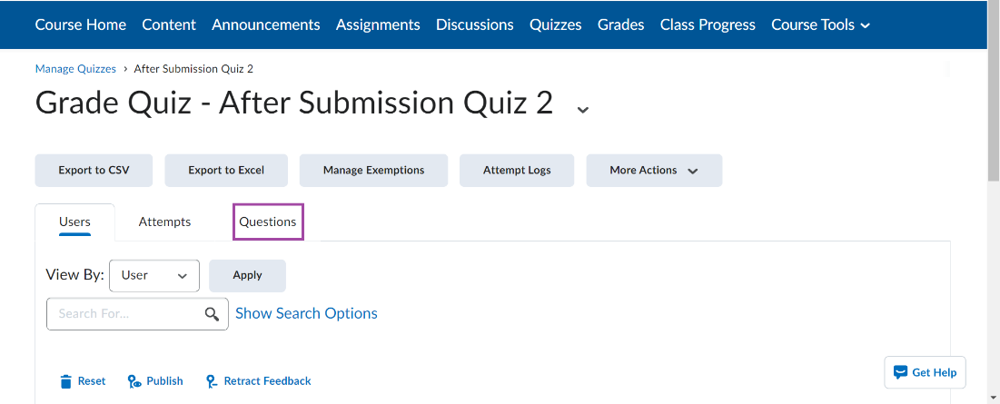 Course Home Content Announcements Assignments Discussions Quizzes Grades Class Progress Course Tools
Manage Quizzes › After Submission Quiz 2
Grade Quiz - After Submission Quiz 2
Export to CSV Export to Excel Manage Exemptions Attempt Logs More Actions
Users Attempts Questions
View By: User Apply
Search For... Show Search Options
Reset Publish Retract Feedback
Get Help